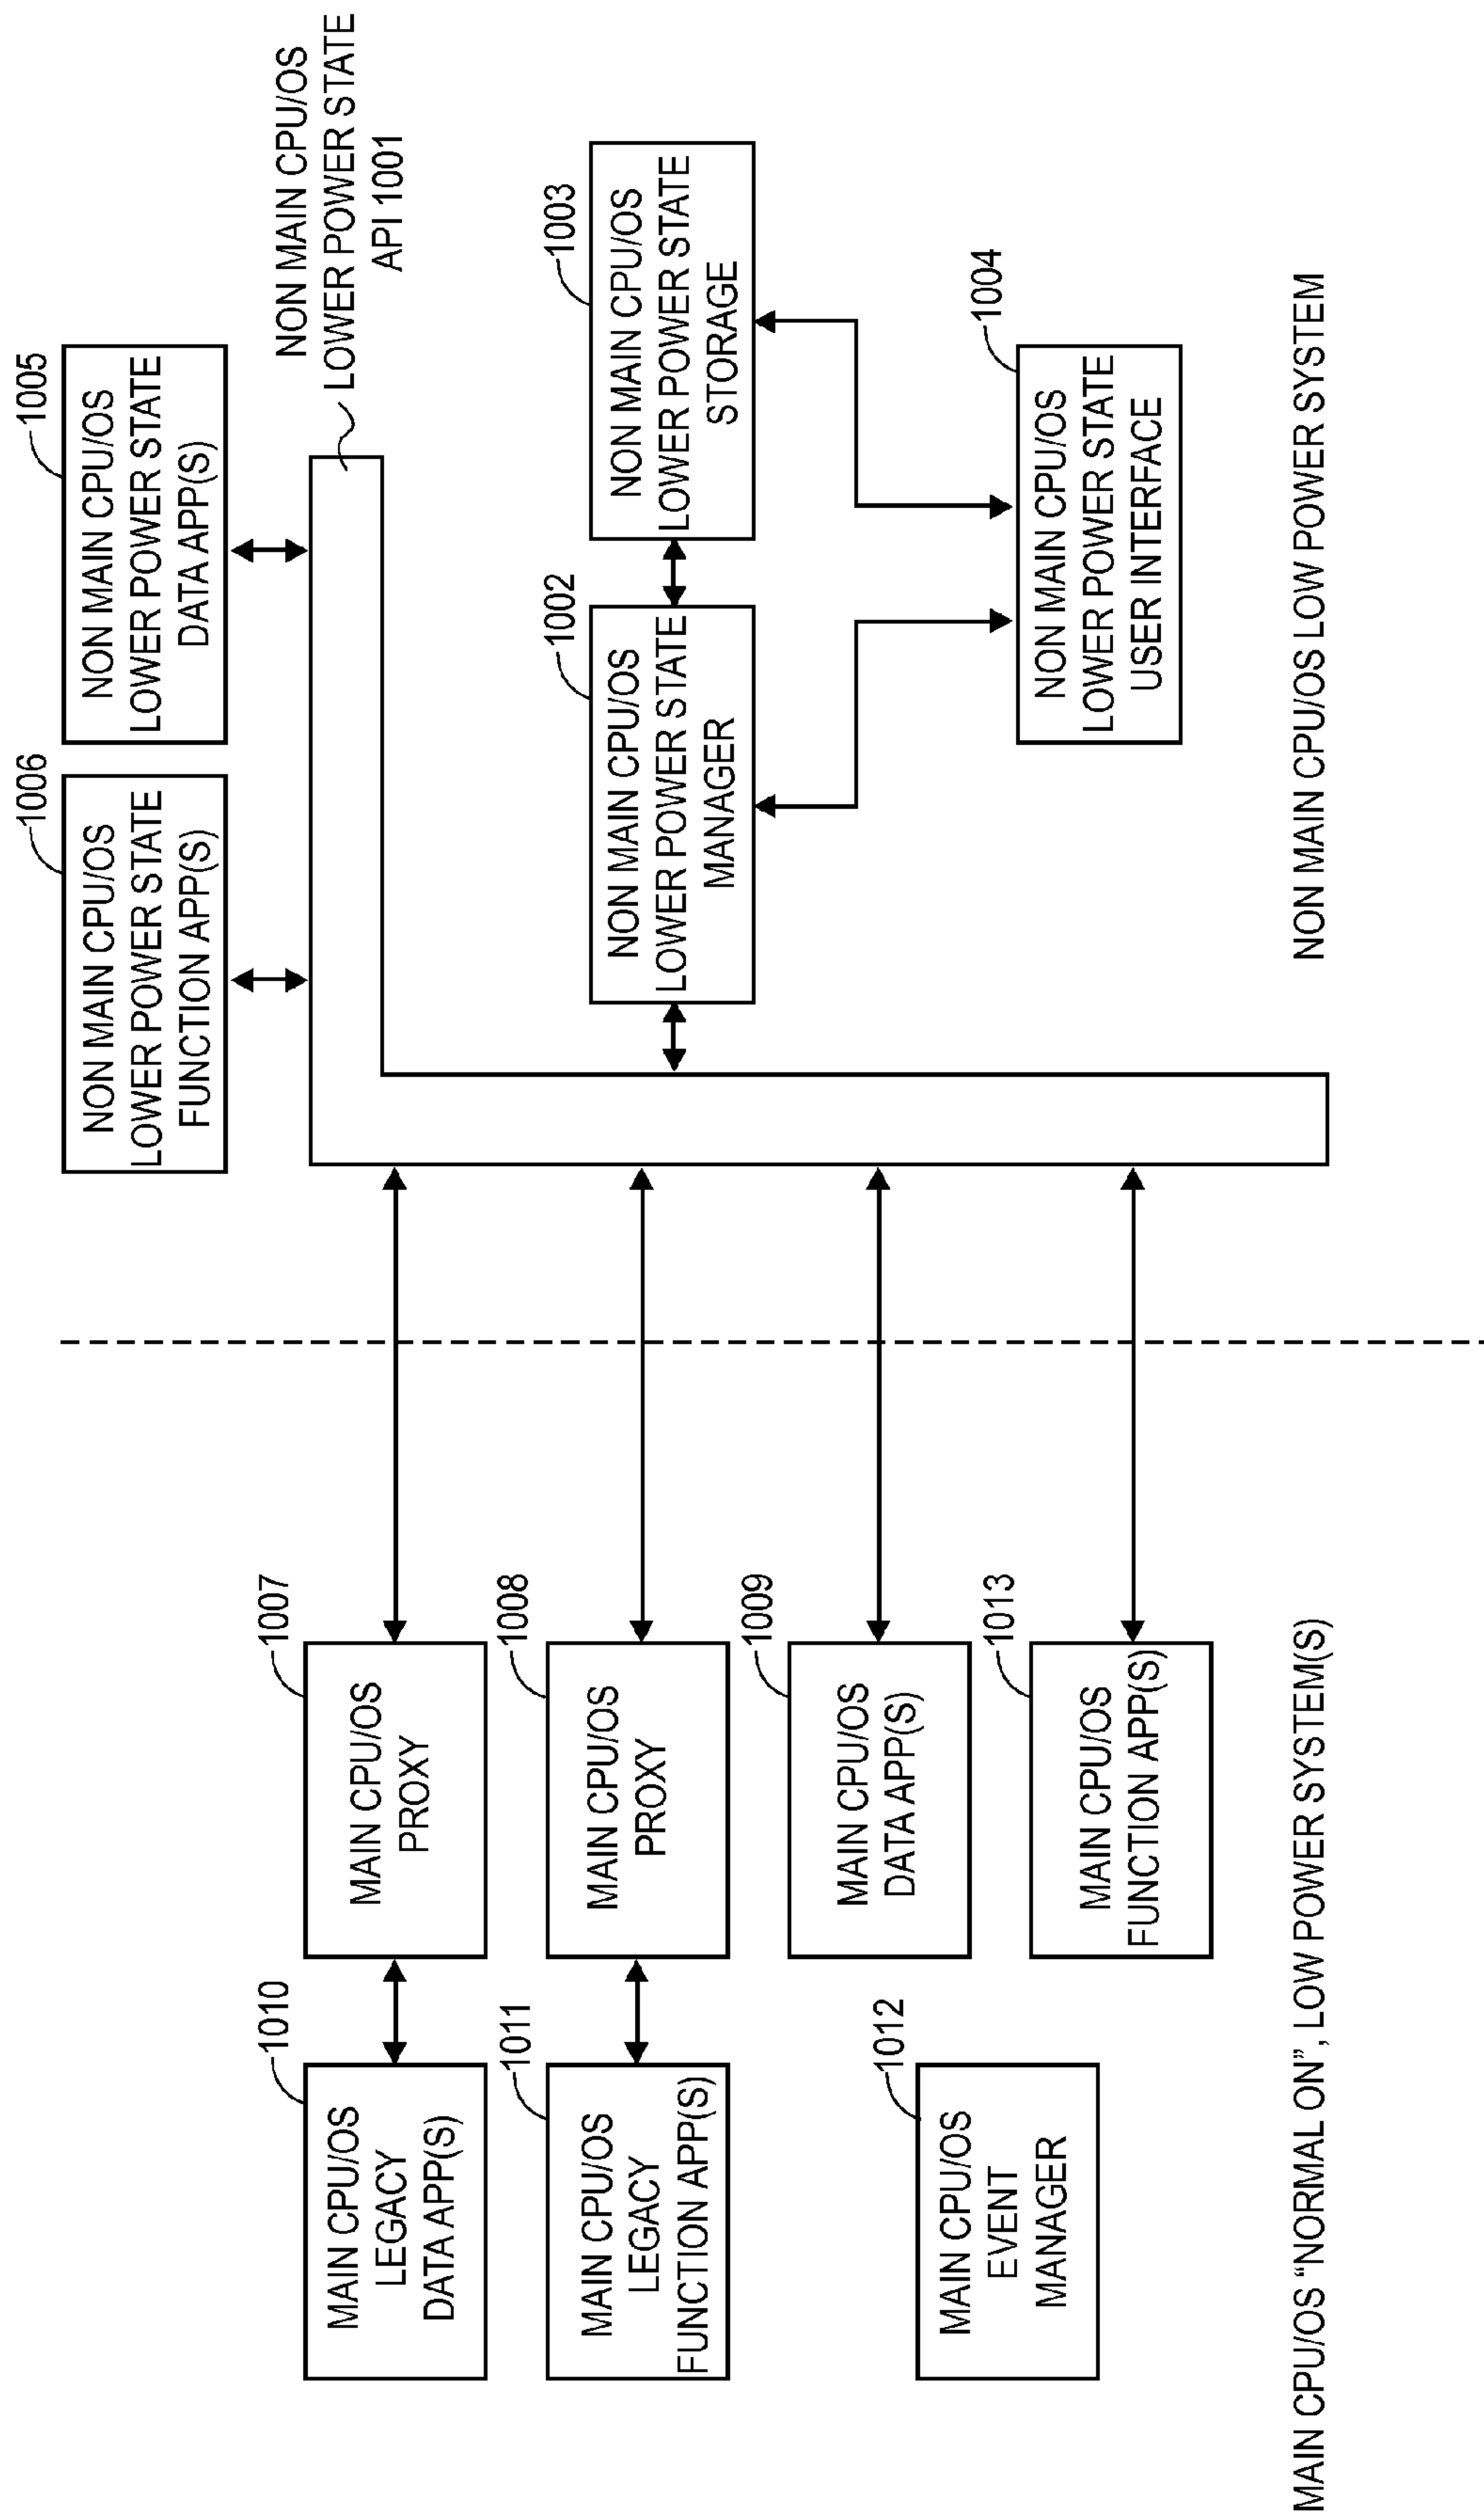 1010
MAIN CPU/OS
LEGACY
DATA APP(S)
1011
MAIN CPU/OS
LEGACY
FUNCTION APP(S)
1012
MAIN CPU/OS
EVENT
MANAGER
1007
MAIN CPU/OS
PROXY
1008
MAIN CPU/OS
PROXY
1009
MAIN CPU/OS
DATA APP(S)
1013
MAIN CPU/OS
FUNCTION APP(S)
MAIN CPU/OS “NORMAL ON”, LOW POWER SYSTEM(S)
1006
NON MAIN CPU/OS
LOWER POWER STATE
FUNCTION APP(S)
1005
NON MAIN CPU/OS
LOWER POWER STATE
DATA APP(S)
NON MAIN CPU/OS
LOWER POWER STATE
API 1001
1002
NON MAIN CPU/OS
LOWER POWER STATE
MANAGER
1003
NON MAIN CPU/OS
LOWER POWER STATE
STORAGE
1004
NON MAIN CPU/OS
LOWER POWER STATE
USER INTERFACE
NON MAIN CPU/OS LOW POWER SYSTEM